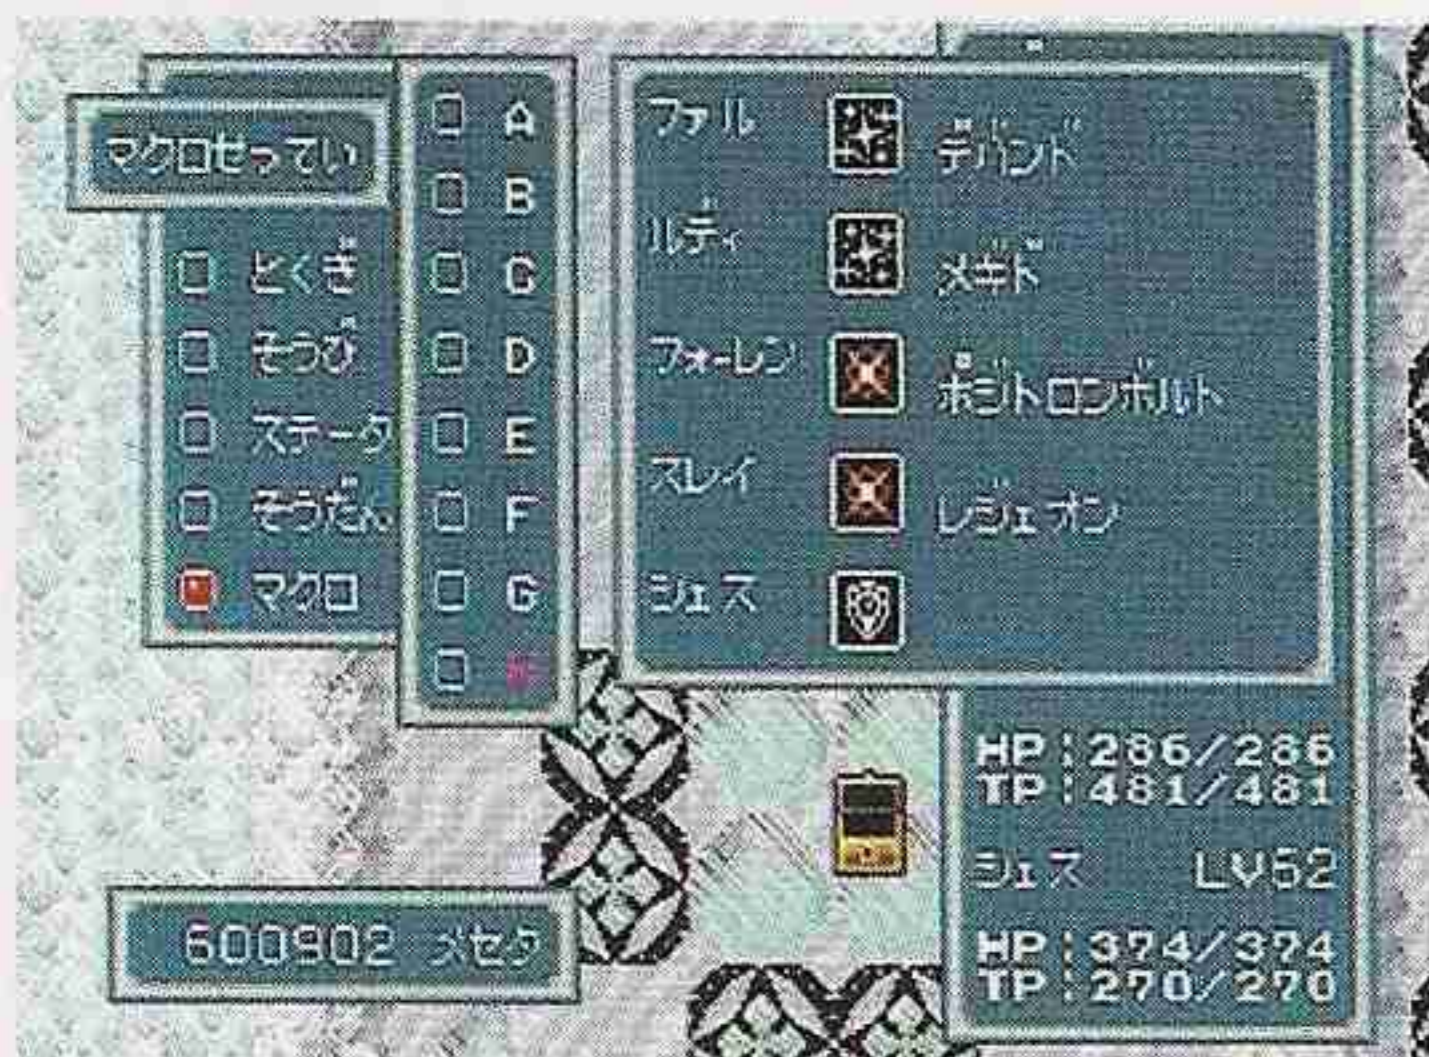 マクロせってい
とくぎ
そうび
ステータ
そうだん
マクロ
A
B
C
D
E
F
G
ファル デバンド
ルディ メギド
フォーレン ポジトロンボルト
スレイ レジェオン
シェス
HP:286/286
TP:481/481
シェス LV52
HP:374/374
TP:270/270
600902 メセタ